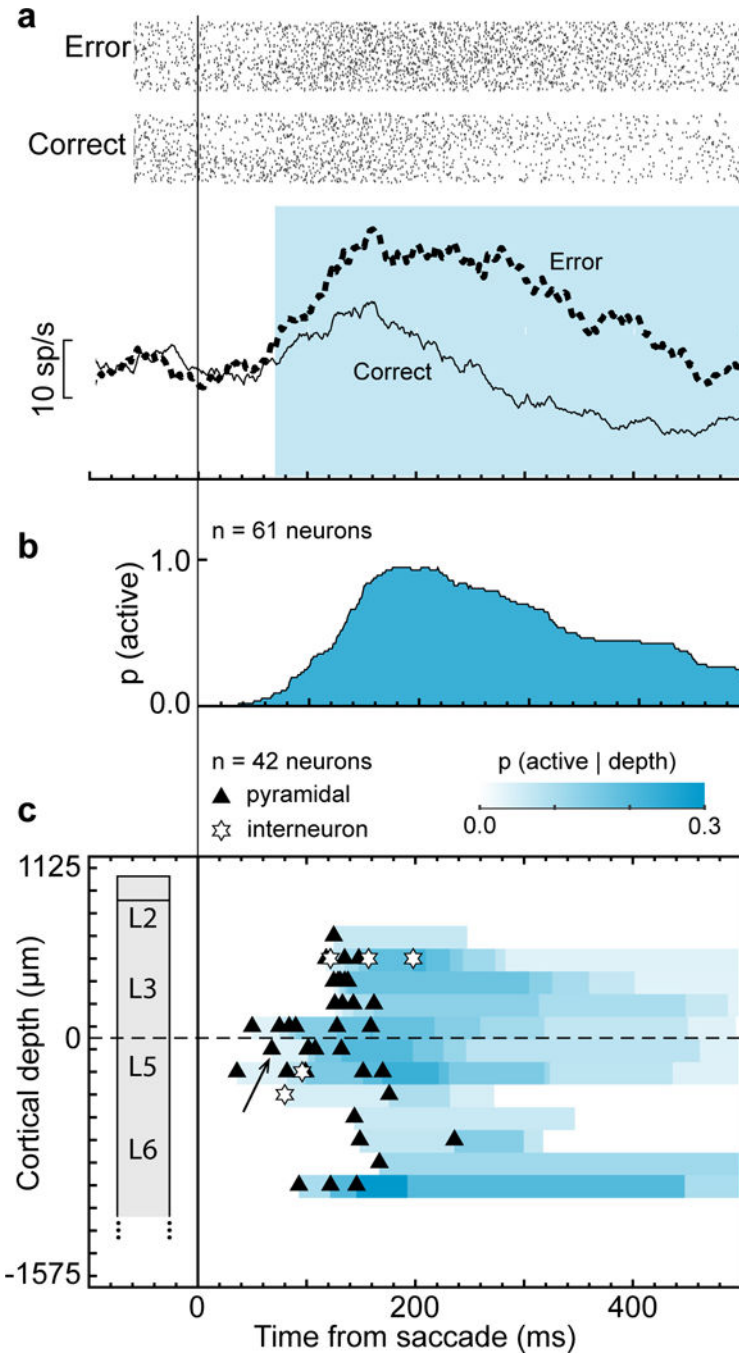 a
Error
Correct
Error
Correct
10 sp/s
b
n = 61 neurons
1.0
p (active)
0.0
n = 42 neurons
▲ pyramidal
✡ interneuron
p (active | depth)
0.0 0.3
c
1125
L2
L3
0
L5
L6
-1575
Cortical depth (µm)
0 200 400
Time from saccade (ms)